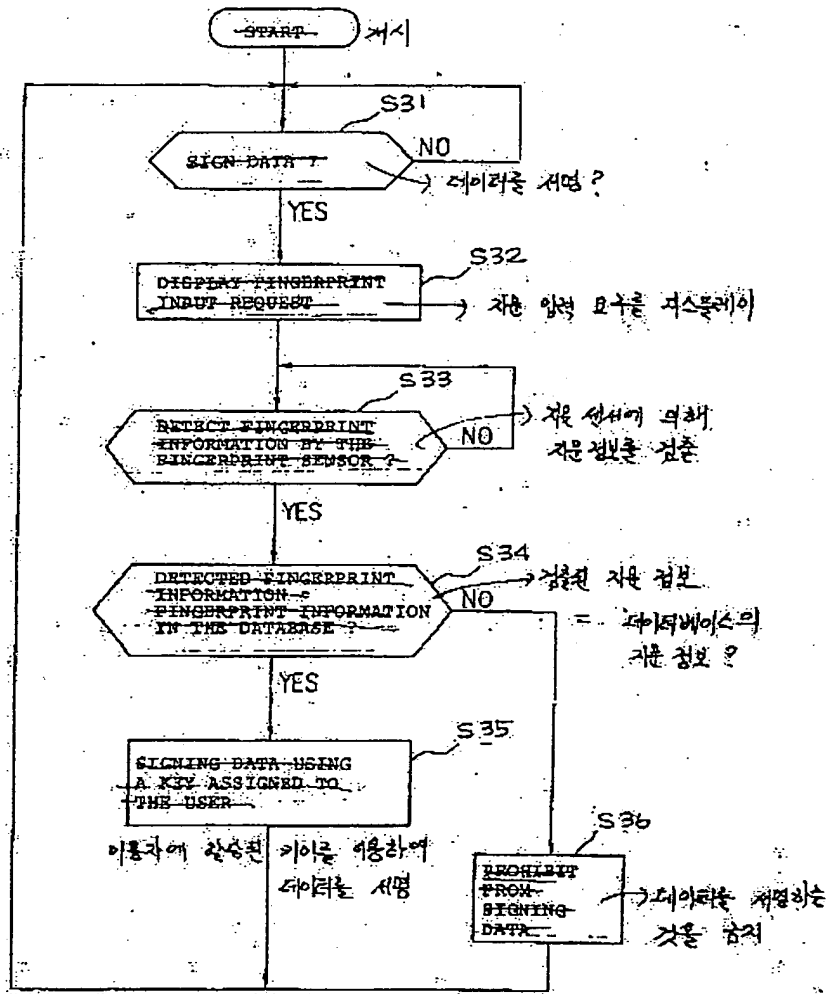 START 개시
S31
SIGN DATA ?
NO
데이터를 서명?
YES
S32
DISPLAY FINGERPRINT
INPUT REQUEST
지문 입력 요구를 디스플레이
S33
DETECT FINGERPRINT
INFORMATION BY THE
FINGERPRINT SENSOR ?
NO
지문 센서에 의해
지문정보를 검출
YES
S34
DETECTED FINGERPRINT
INFORMATION =
FINGERPRINT INFORMATION
IN THE DATABASE ?
NO
검출된 지문 정보
= 데이터베이스의
지문 정보?
YES
S35
SIGNING DATA USING
A KEY ASSIGNED TO
THE USER
이용자에 할당된 키이를 이용하여
데이터를 서명
S36
PROHIBIT
FROM
SIGNING
DATA
데이터를 서명하는
것을 금지